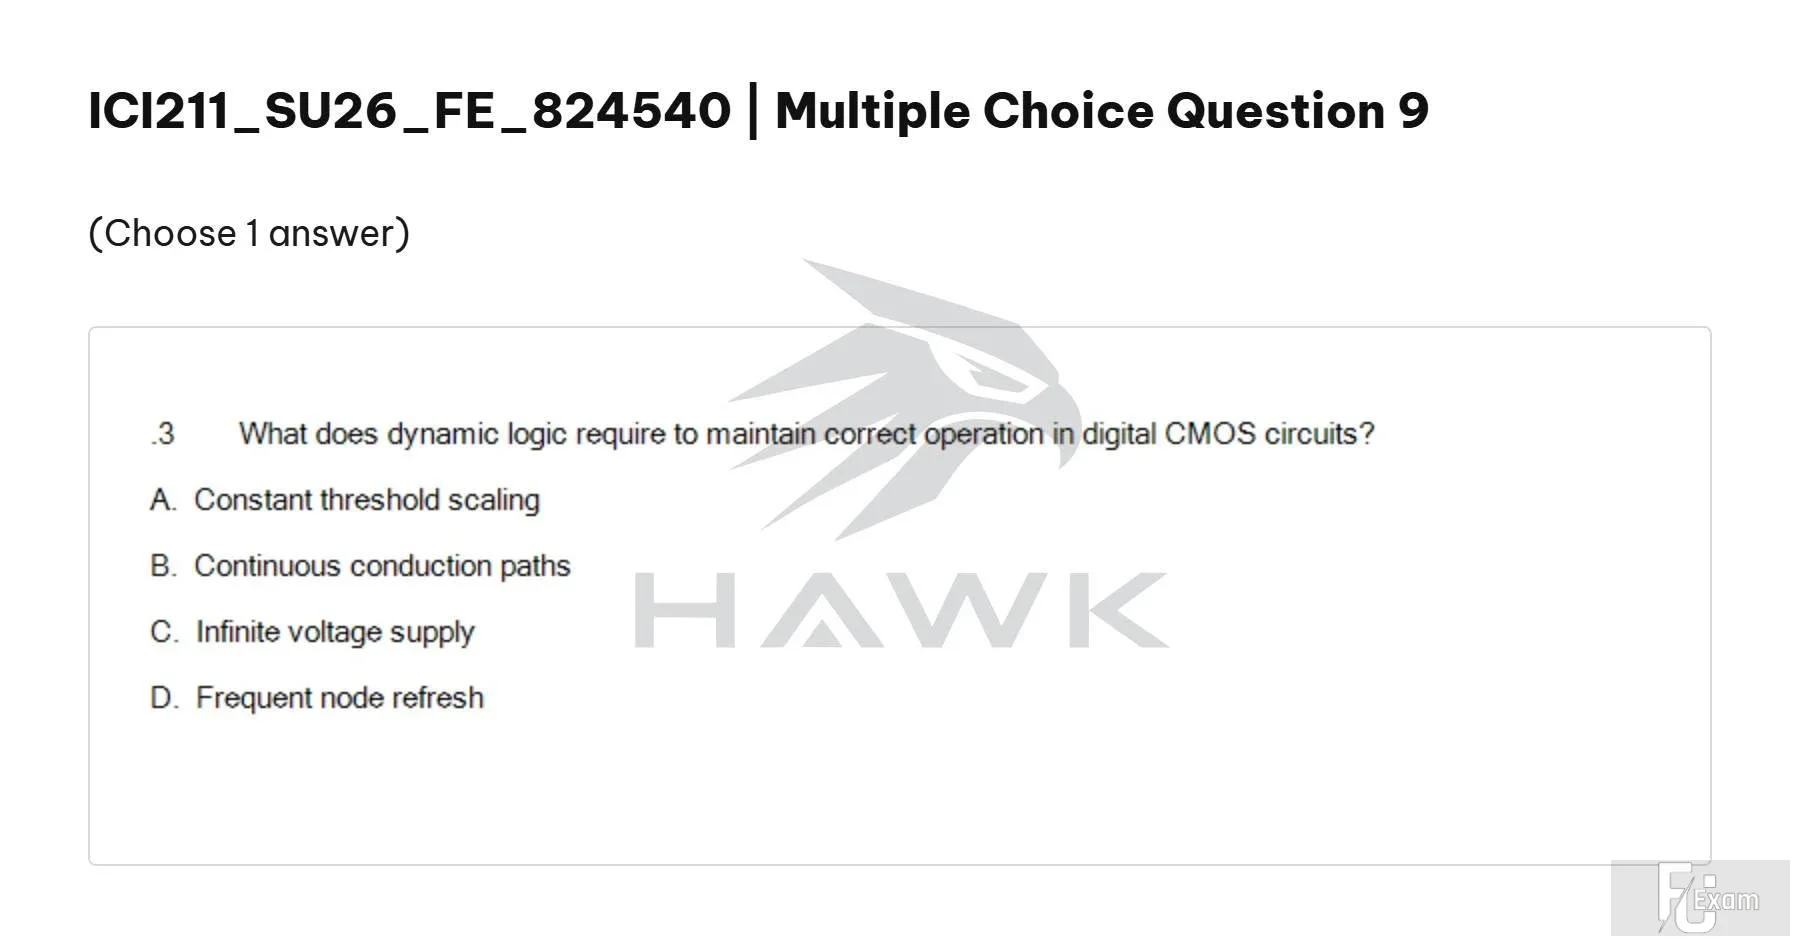 ICI211_SU26_FE_824540 | Multiple Choice Question 9
(Choose 1 answer)
.3 What does dynamic logic require to maintain correct operation in digital CMOS circuits?
A. Constant threshold scaling
B. Continuous conduction paths
C. Infinite voltage supply
D. Frequent node refresh
HAWK
FU Exam